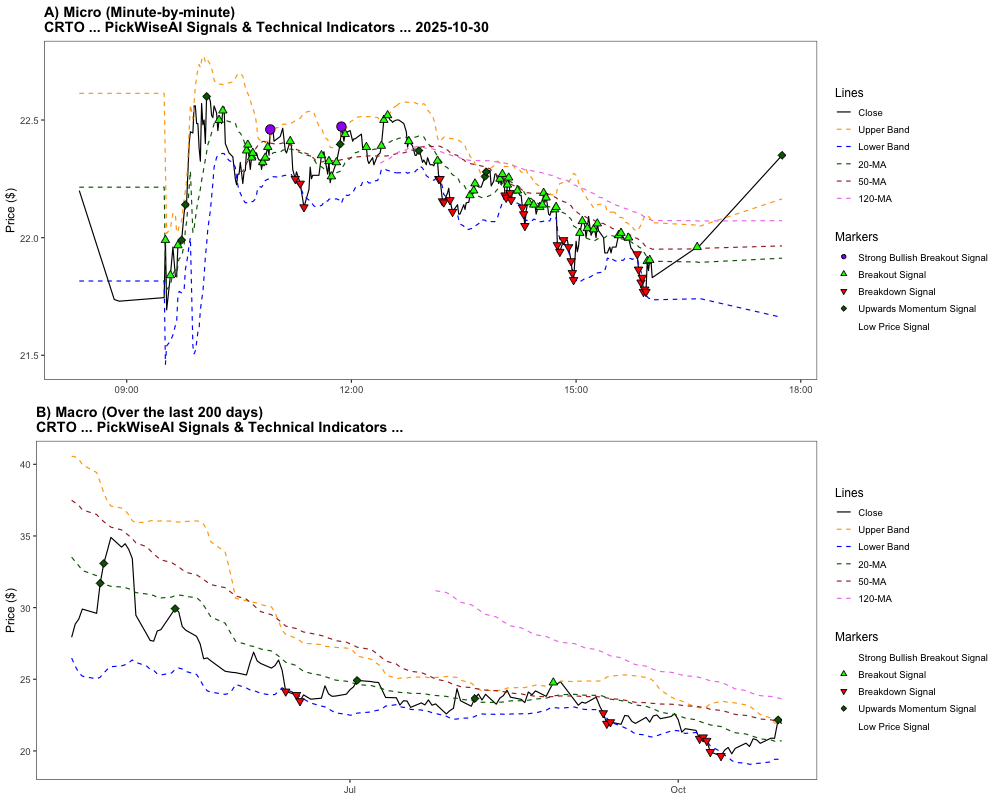 A) Micro (Minute-by-minute)
CRTO ... PickWiseAI Signals & Technical Indicators ... 2025-10-30
Price ($)
22.5
22.0
21.5
09:00
12:00
15:00
18:00
Lines
Close
Upper Band
Lower Band
20-MA
50-MA
120-MA
Markers
Strong Bullish Breakout Signal
Breakout Signal
Breakdown Signal
Upwards Momentum Signal
Low Price Signal
B) Macro (Over the last 200 days)
CRTO ... PickWiseAI Signals & Technical Indicators ...
Price ($)
40
35
30
25
20
Jul
Oct
Lines
Close
Upper Band
Lower Band
20-MA
50-MA
120-MA
Markers
Strong Bullish Breakout Signal
Breakout Signal
Breakdown Signal
Upwards Momentum Signal
Low Price Signal